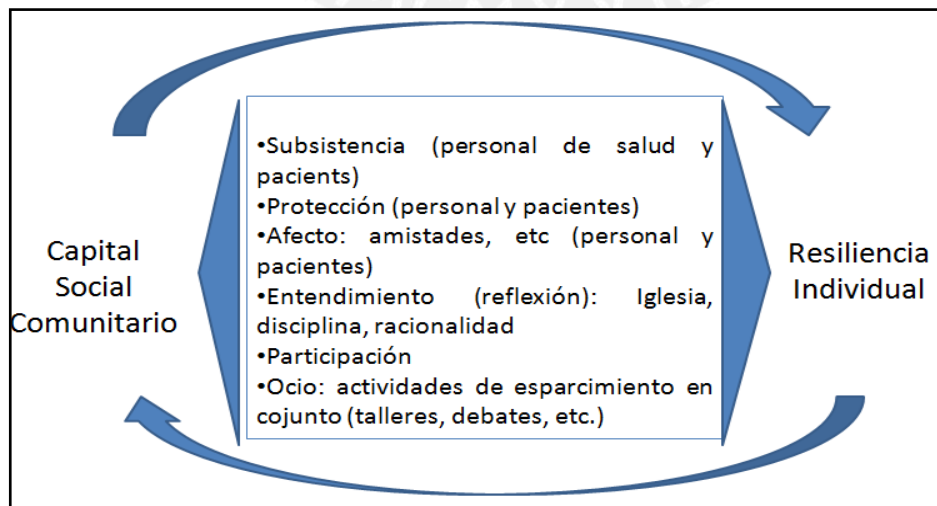 Capital
Social
Comunitario
•Subsistencia (personal de salud y
pacients)
•Protección (personal y pacientes)
•Afecto: amistades, etc (personal y
pacientes)
•Entendimiento (reflexión): Iglesia,
disciplina, racionalidad
•Participación
•Ocio: actividades de esparcimiento en
cojunto (talleres, debates, etc.)
Resiliencia
Individual